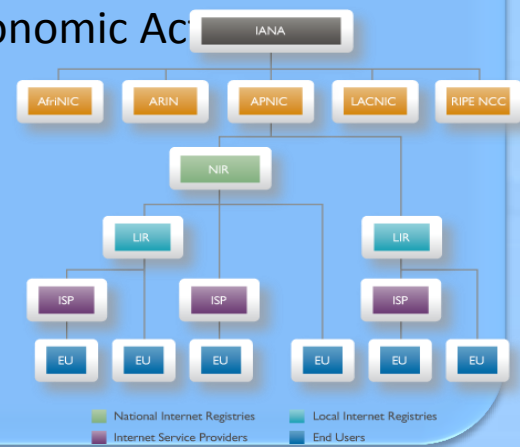 onomic Ac
IANA
AfriNIC ARIN APNIC LACNIC RIPE NCC
NIR
LIR LIR
ISP ISP ISP
EU EU EU EU EU EU
National Internet Registries Local Internet Registries
Internet Service Providers End Users